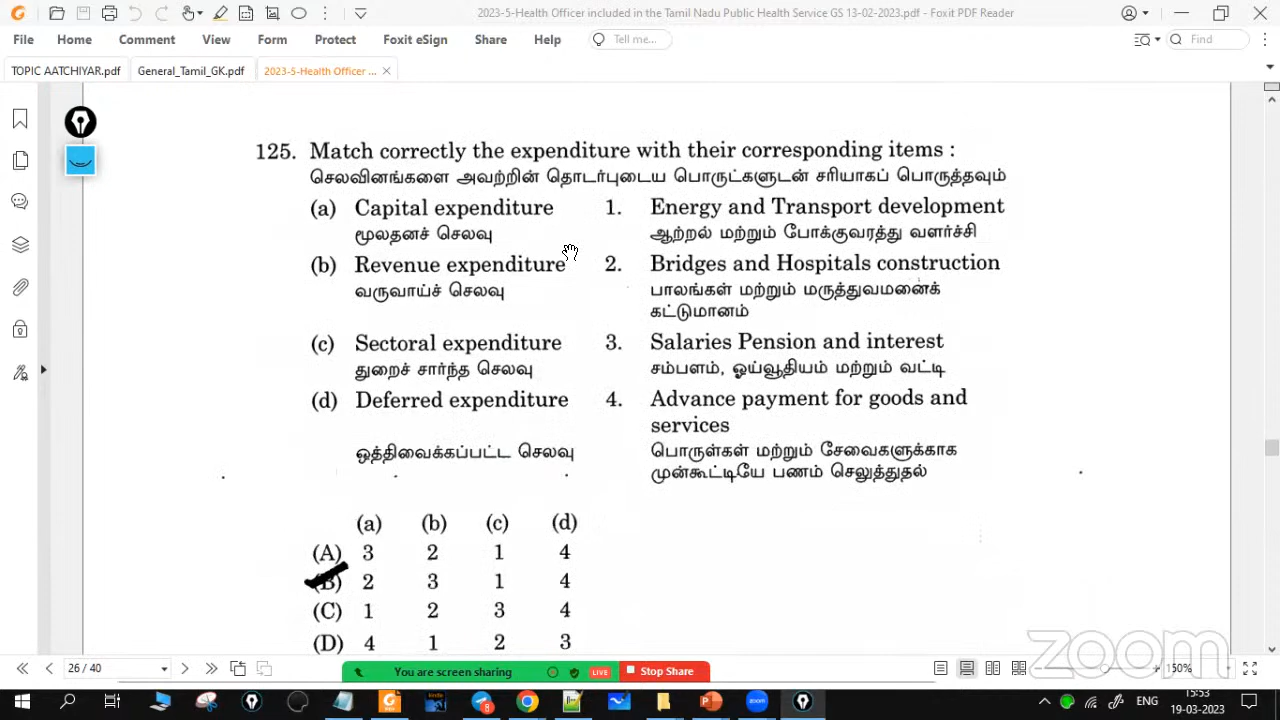 2023-5-Health Officer included in the Tamil Nadu Public Health Service GS 13-02-2023.pdf - Foxit PDF Reader
File Home Comment View Form Protect Foxit eSign Share Help Tell me... Find
TOPIC AATCHIYAR.pdf General_Tamil_GK.pdf 2023-5-Health Officer ...
125. Match correctly the expenditure with their corresponding items :
செலவினங்களை அவற்றின் தொடர்புடைய பொருட்களுடன் சரியாகப் பொருத்தவும்
(a) Capital expenditure 1. Energy and Transport development
மூலதனச் செலவு ஆற்றல் மற்றும் போக்குவரத்து வளர்ச்சி
(b) Revenue expenditure 2. Bridges and Hospitals construction
வருவாய்ச் செலவு பாலங்கள் மற்றும் மருத்துவமனைக்
கட்டுமானம்
(c) Sectoral expenditure 3. Salaries Pension and interest
துறைச் சார்ந்த செலவு சம்பளம், ஓய்வூதியம் மற்றும் வட்டி
(d) Deferred expenditure 4. Advance payment for goods and
services
ஒத்திவைக்கப்பட்ட செலவு பொருள்கள் மற்றும் சேவைகளுக்காக
முன்கூட்டியே பணம் செலுத்துதல்
(a) (b) (c) (d)
(A) 3 2 1 4
(B) 2 3 1 4
(C) 1 2 3 4
(D) 4 1 2 3
zoom
26 / 40 150%
You are screen sharing LIVE Stop Share
ENG 15:53
19-03-2023